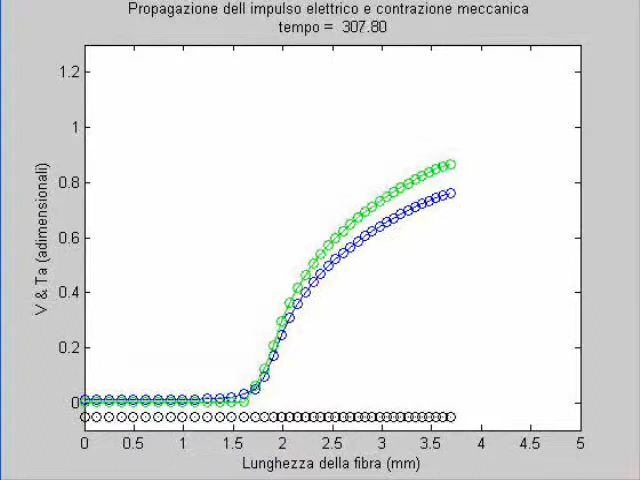 Propagazione dell impulso elettrico e contrazione meccanica
tempo = 307.80
V & Ta (adimensionali)
1.2
1
0.8
0.6
0.4
0.2
0
0 0.5 1 1.5 2 2.5 3 3.5 4 4.5 5
Lunghezza della fibra (mm)